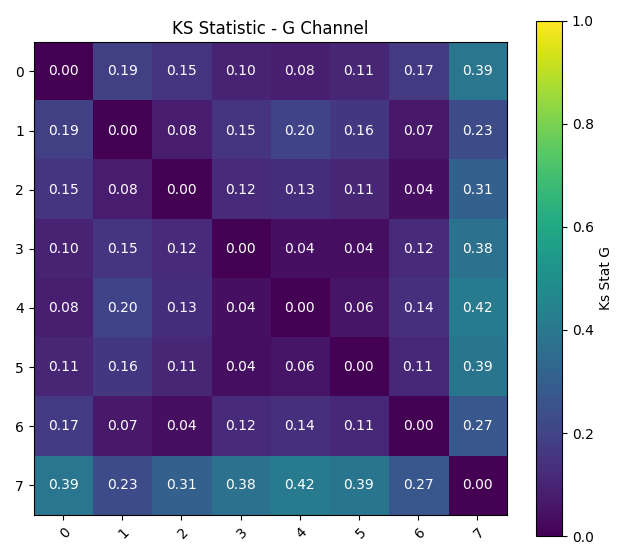 KS Statistic - G Channel
0 0.00 0.19 0.15 0.10 0.08 0.11 0.17 0.39
1 0.19 0.00 0.08 0.15 0.20 0.16 0.07 0.23
2 0.15 0.08 0.00 0.12 0.13 0.11 0.04 0.31
3 0.10 0.15 0.12 0.00 0.04 0.04 0.12 0.38
4 0.08 0.20 0.13 0.04 0.00 0.06 0.14 0.42
5 0.11 0.16 0.11 0.04 0.06 0.00 0.11 0.39
6 0.17 0.07 0.04 0.12 0.14 0.11 0.00 0.27
7 0.39 0.23 0.31 0.38 0.42 0.39 0.27 0.00
0 1 2 3 4 5 6 7
1.0
0.8
0.6
0.4
0.2
0.0
Ks Stat G